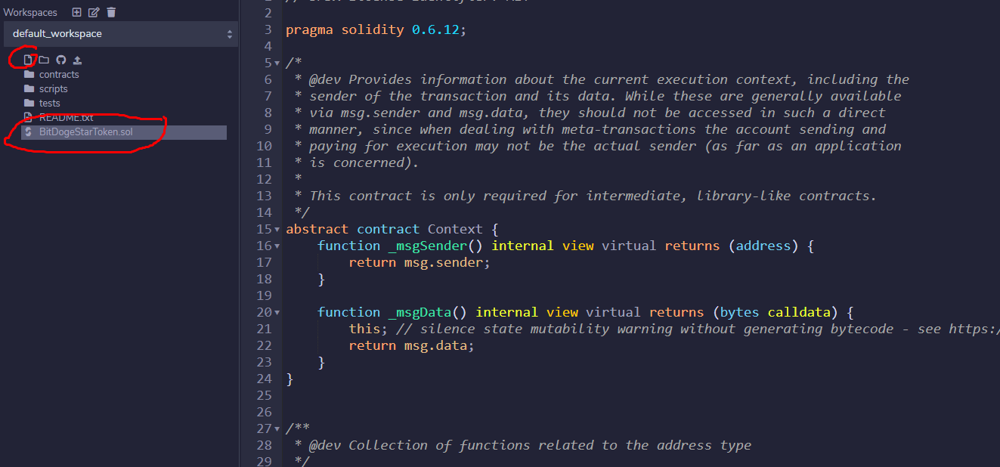 Workspaces
default_workspace
contracts
scripts
tests
README.txt
BitDogeStarToken.sol
2
3 pragma solidity 0.6.12;
4
5 /*
6 * @dev Provides information about the current execution context, including the
7 * sender of the transaction and its data. While these are generally available
8 * via msg.sender and msg.data, they should not be accessed in such a direct
9 * manner, since when dealing with meta-transactions the account sending and
10 * paying for execution may not be the actual sender (as far as an application
11 * is concerned).
12 *
13 * This contract is only required for intermediate, library-like contracts.
14 */
15 abstract contract Context {
16 function _msgSender() internal view virtual returns (address) {
17 return msg.sender;
18 }
19
20 function _msgData() internal view virtual returns (bytes calldata) {
21 this; // silence state mutability warning without generating bytecode - see https:/
22 return msg.data;
23 }
24 }
25
26
27 /**
28 * @dev Collection of functions related to the address type
29 */